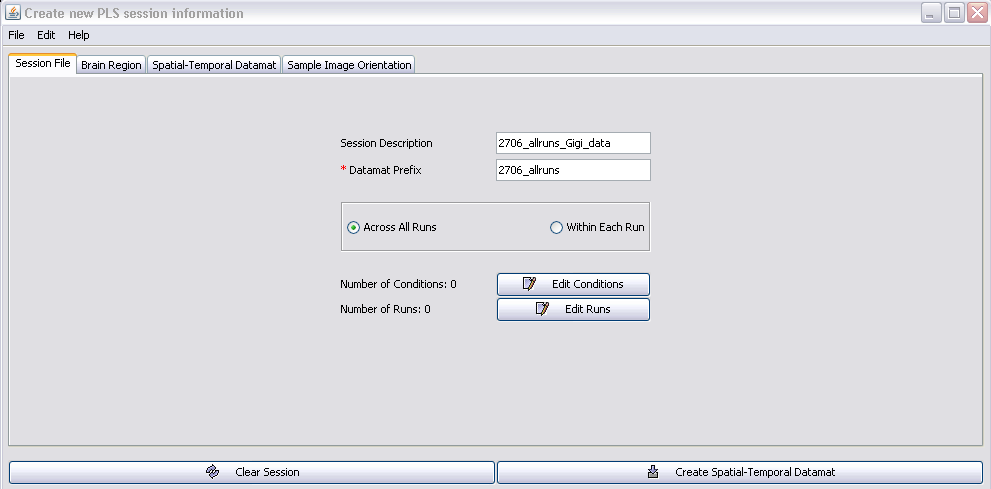 Create new PLS session information
File Edit Help
Session File Brain Region Spatial-Temporal Datamat Sample Image Orientation
Session Description 2706_allruns_Gigi_data
* Datamat Prefix 2706_allruns
Across All Runs Within Each Run
Number of Conditions: 0 Edit Conditions
Number of Runs: 0 Edit Runs
Clear Session Create Spatial-Temporal Datamat